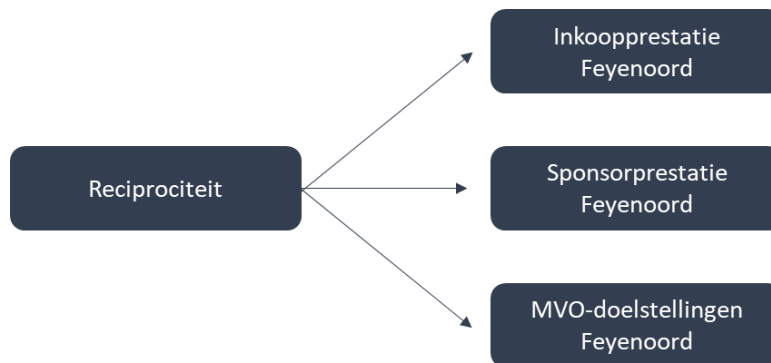 Inkoopprestatie
Feyenoord
Reciprociteit
Sponsorprestatie
Feyenoord
MVO-doelstellingen
Feyenoord